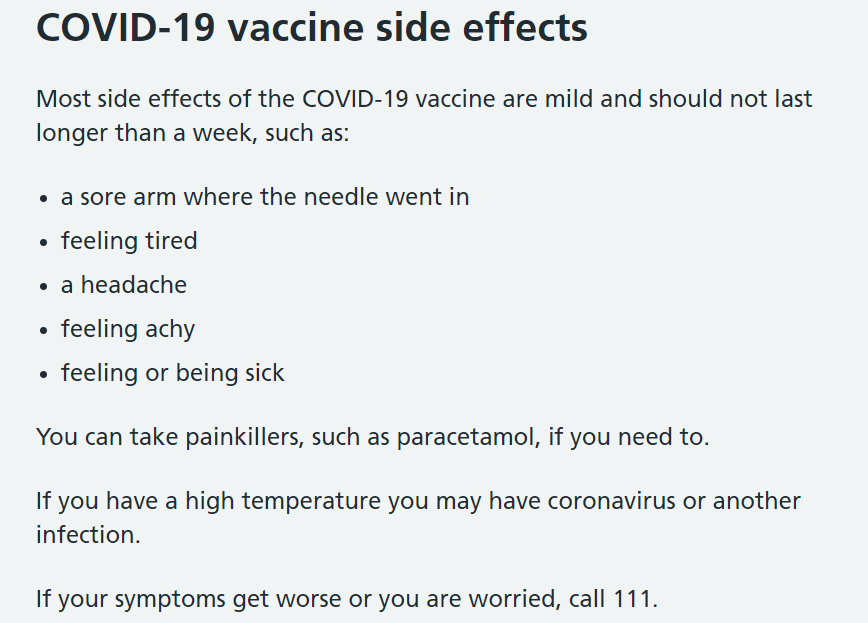 COVID-19 vaccine side effects
Most side effects of the COVID-19 vaccine are mild and should not last
longer than a week, such as:
• a sore arm where the needle went in
• feeling tired
• a headache
• feeling achy
• feeling or being sick
You can take painkillers, such as paracetamol, if you need to.
If you have a high temperature you may have coronavirus or another
infection.
If your symptoms get worse or you are worried, call 111.